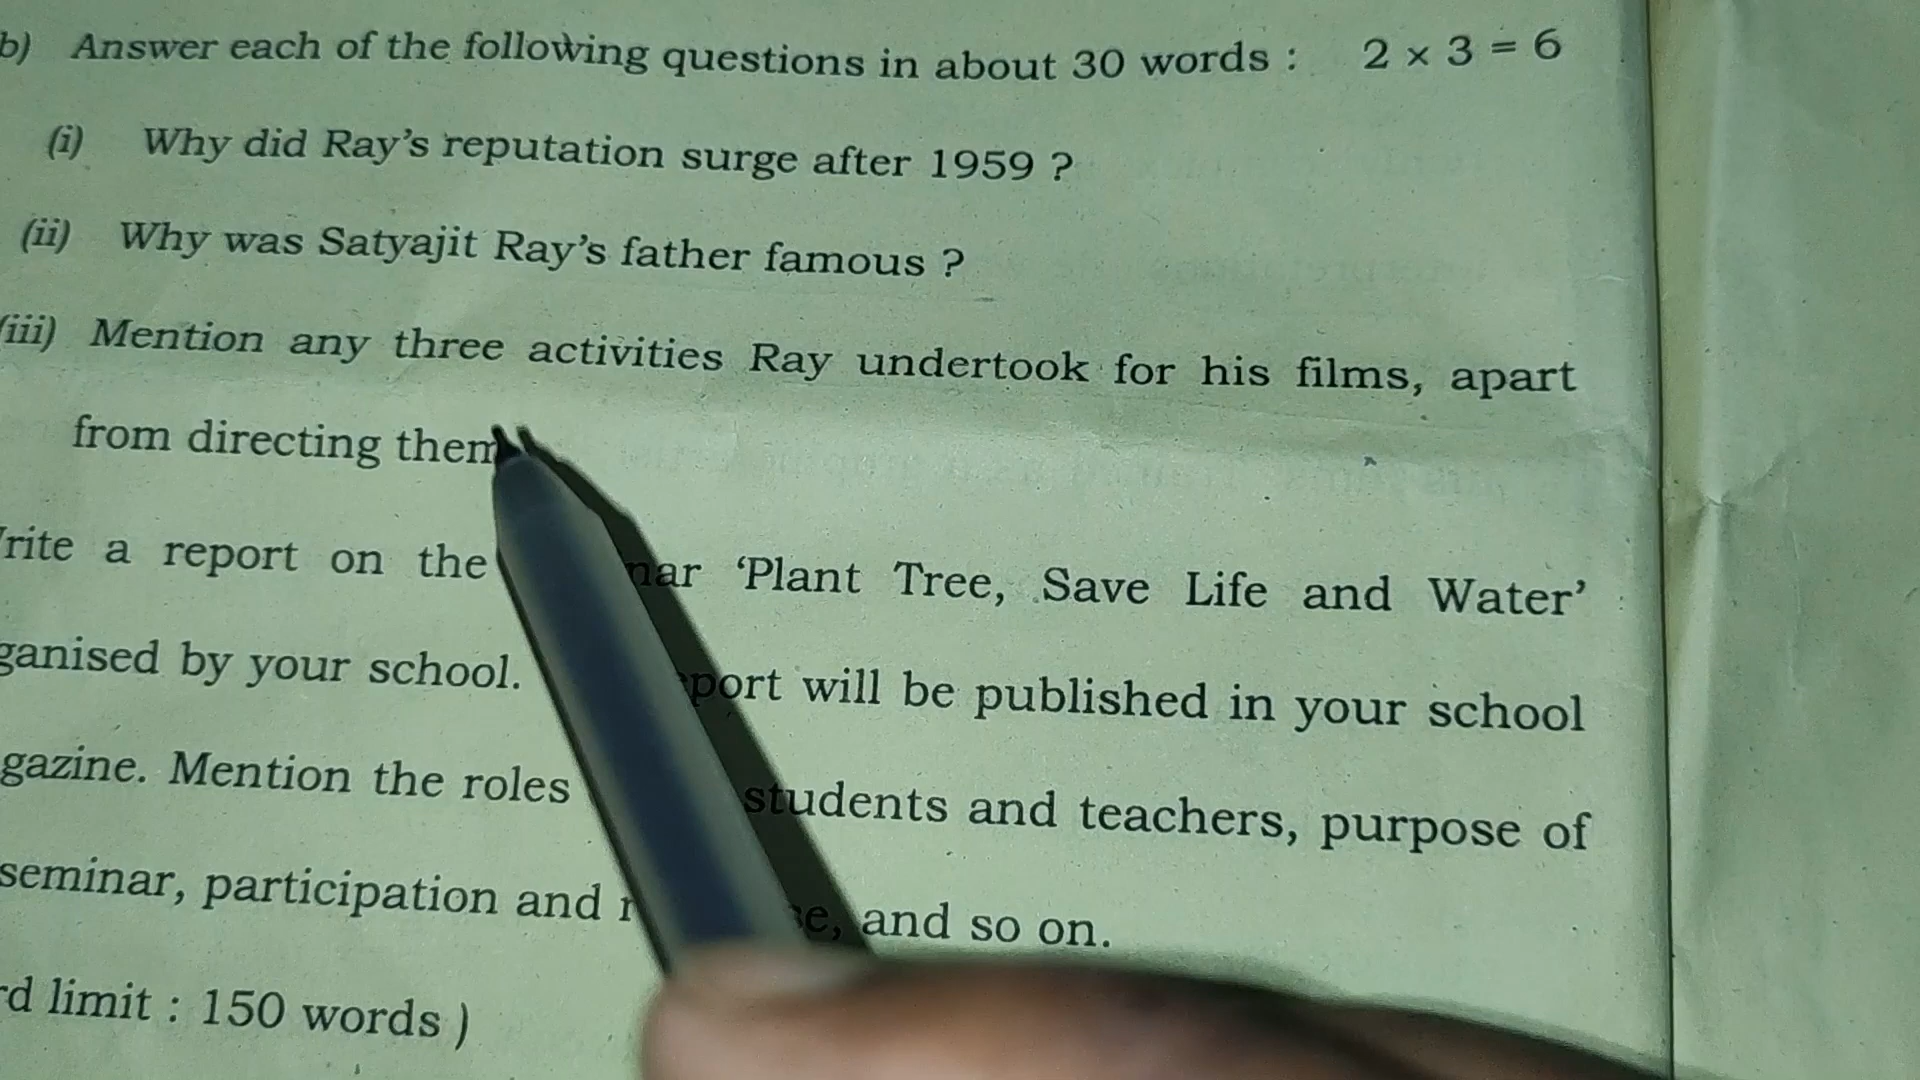 b) Answer each of the following questions in about 30 words : 2 × 3 = 6
(i) Why did Ray's reputation surge after 1959 ?
(ii) Why was Satyajit Ray's father famous ?
(iii) Mention any three activities Ray undertook for his films, apart
from directing them
rite a report on the nar 'Plant Tree, Save Life and Water'
ganised by your school. port will be published in your school
gazine. Mention the roles students and teachers, purpose of
seminar, participation and r se, and so on.
rd limit : 150 words )